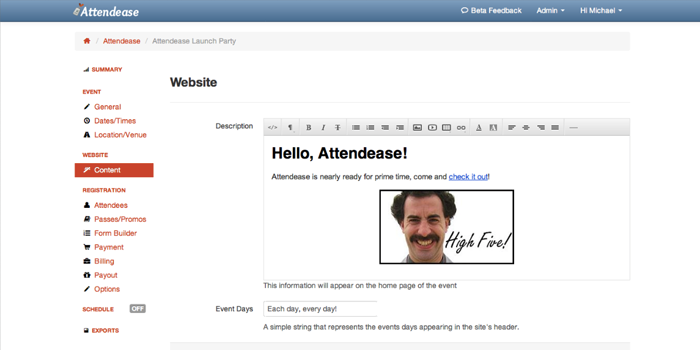 Attendease
Beta Feedback Admin Hi Michael
/ Attendease / Attendease Launch Party
SUMMARY
EVENT
General
Dates/Times
Location/Venue
WEBSITE
Content
REGISTRATION
Attendees
Passes/Promos
Form Builder
Payment
Billing
Payout
Options
SCHEDULE OFF
EXPORTS
Website
Description
</> ¶ B I T A A
Hello, Attendease!
Attendease is nearly ready for prime time, come and check it out!
High Five!
This information will appear on the home page of the event
Event Days Each day, every day!
A simple string that represents the events days appearing in the site's header.